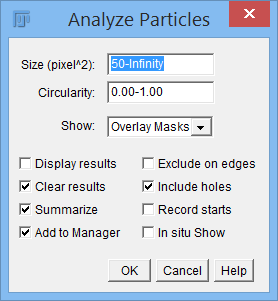 Analyze Particles
Size (pixel^2): 50-Infinity
Circularity: 0.00-1.00
Show: Overlay Masks
Display results Exclude on edges
Clear results Include holes
Summarize Record starts
Add to Manager In situ Show
OK Cancel Help